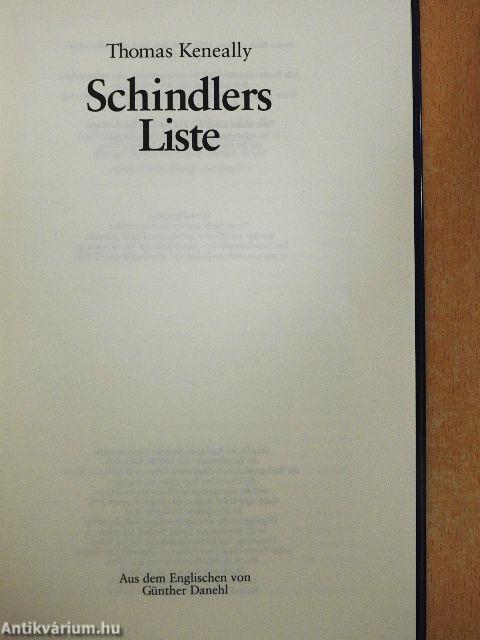 Thomas Keneally
Schindlers
Liste
Aus dem Englischen von
Günther Danehl
Antikvárium.hu